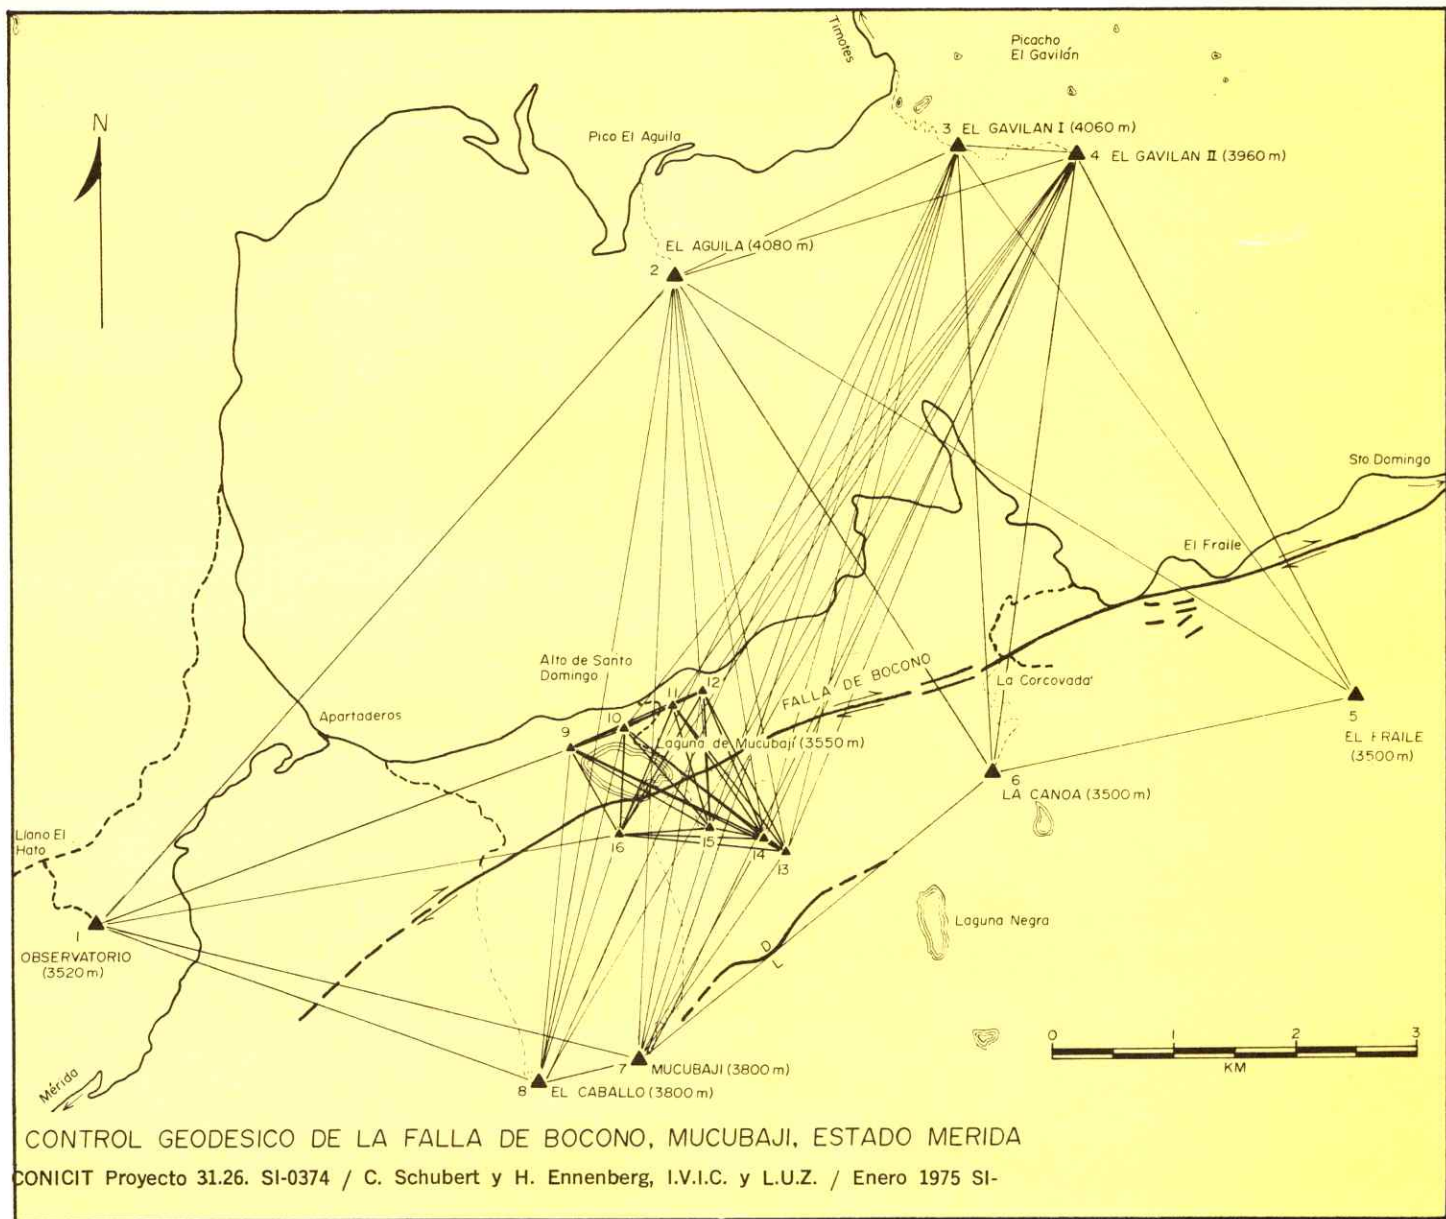 Timotes
Picacho
El Gavilán
N
Pico El Aguila
3 EL GAVILAN I (4060 m)
4 EL GAVILAN II (3960 m)
EL AGUILA (4080 m)
2
Sto. Domingo
El Fraile
Alto de Santo
Domingo
FALLA DE BOCONO
La Corcovada
12
11
10
9
Apartaderos
Laguna de Mucubají (3550 m)
5
EL FRAILE
(3500 m)
6
LA CANOA (3500 m)
Llano El
Hato
16
15
14
13
1
OBSERVATORIO
(3520 m)
Laguna Negra
D
L
0 1 2 3
KM
7 MUCUBAJI (3800 m)
8 EL CABALLO (3800 m)
Mérida
CONTROL GEODESICO DE LA FALLA DE BOCONO, MUCUBAJI, ESTADO MERIDA
CONICIT Proyecto 31.26. SI-0374 / C. Schubert y H. Ennenberg, I.V.I.C. y L.U.Z. / Enero 1975 SI-